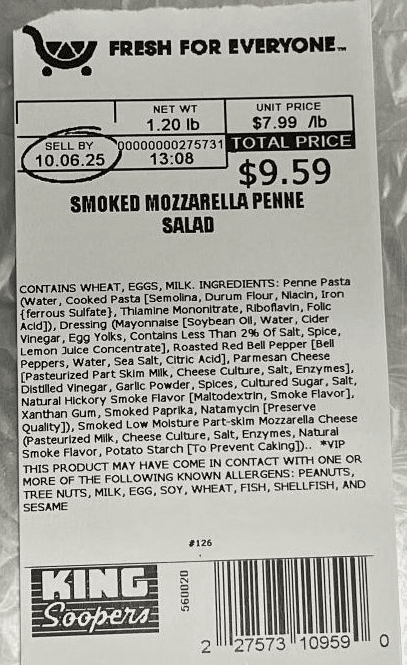 FRESH FOR EVERYONE™
NET WT
1.20 lb
UNIT PRICE
$7.99 /lb
SELL BY
10.06.25
00000000275731
13:08
TOTAL PRICE
$9.59
SMOKED MOZZARELLA PENNE
SALAD
CONTAINS WHEAT, EGGS, MILK. INGREDIENTS: Penne Pasta
(Water, Cooked Pasta [Semolina, Durum Flour, Niacin, Iron
{ferrous Sulfate}, Thiamine Mononitrate, Riboflavin, Folic
Acid]), Dressing (Mayonnaise [Soybean Oil, Water, Cider
Vinegar, Egg Yolks, Contains Less Than 2% Of Salt, Spice,
Lemon Juice Concentrate], Roasted Red Bell Pepper [Bell
Peppers, Water, Sea Salt, Citric Acid], Parmesan Cheese
[Pasteurized Part Skim Milk, Cheese Culture, Salt, Enzymes],
Distilled Vinegar, Garlic Powder, Spices, Cultured Sugar, Salt,
Natural Hickory Smoke Flavor [Maltodextrin, Smoke Flavor],
Xanthan Gum, Smoked Paprika, Natamycin [Preserve
Quality]), Smoked Low Moisture Part-skim Mozzarella Cheese
(Pasteurized Milk, Cheese Culture, Salt, Enzymes, Natural
Smoke Flavor, Potato Starch [To Prevent Caking]).. *VIP
THIS PRODUCT MAY HAVE COME IN CONTACT WITH ONE OR
MORE OF THE FOLLOWING KNOWN ALLERGENS: PEANUTS,
TREE NUTS, MILK, EGG, SOY, WHEAT, FISH, SHELLFISH, AND
SESAME
#126
KING
Soopers
560020
2 27573 10959 0